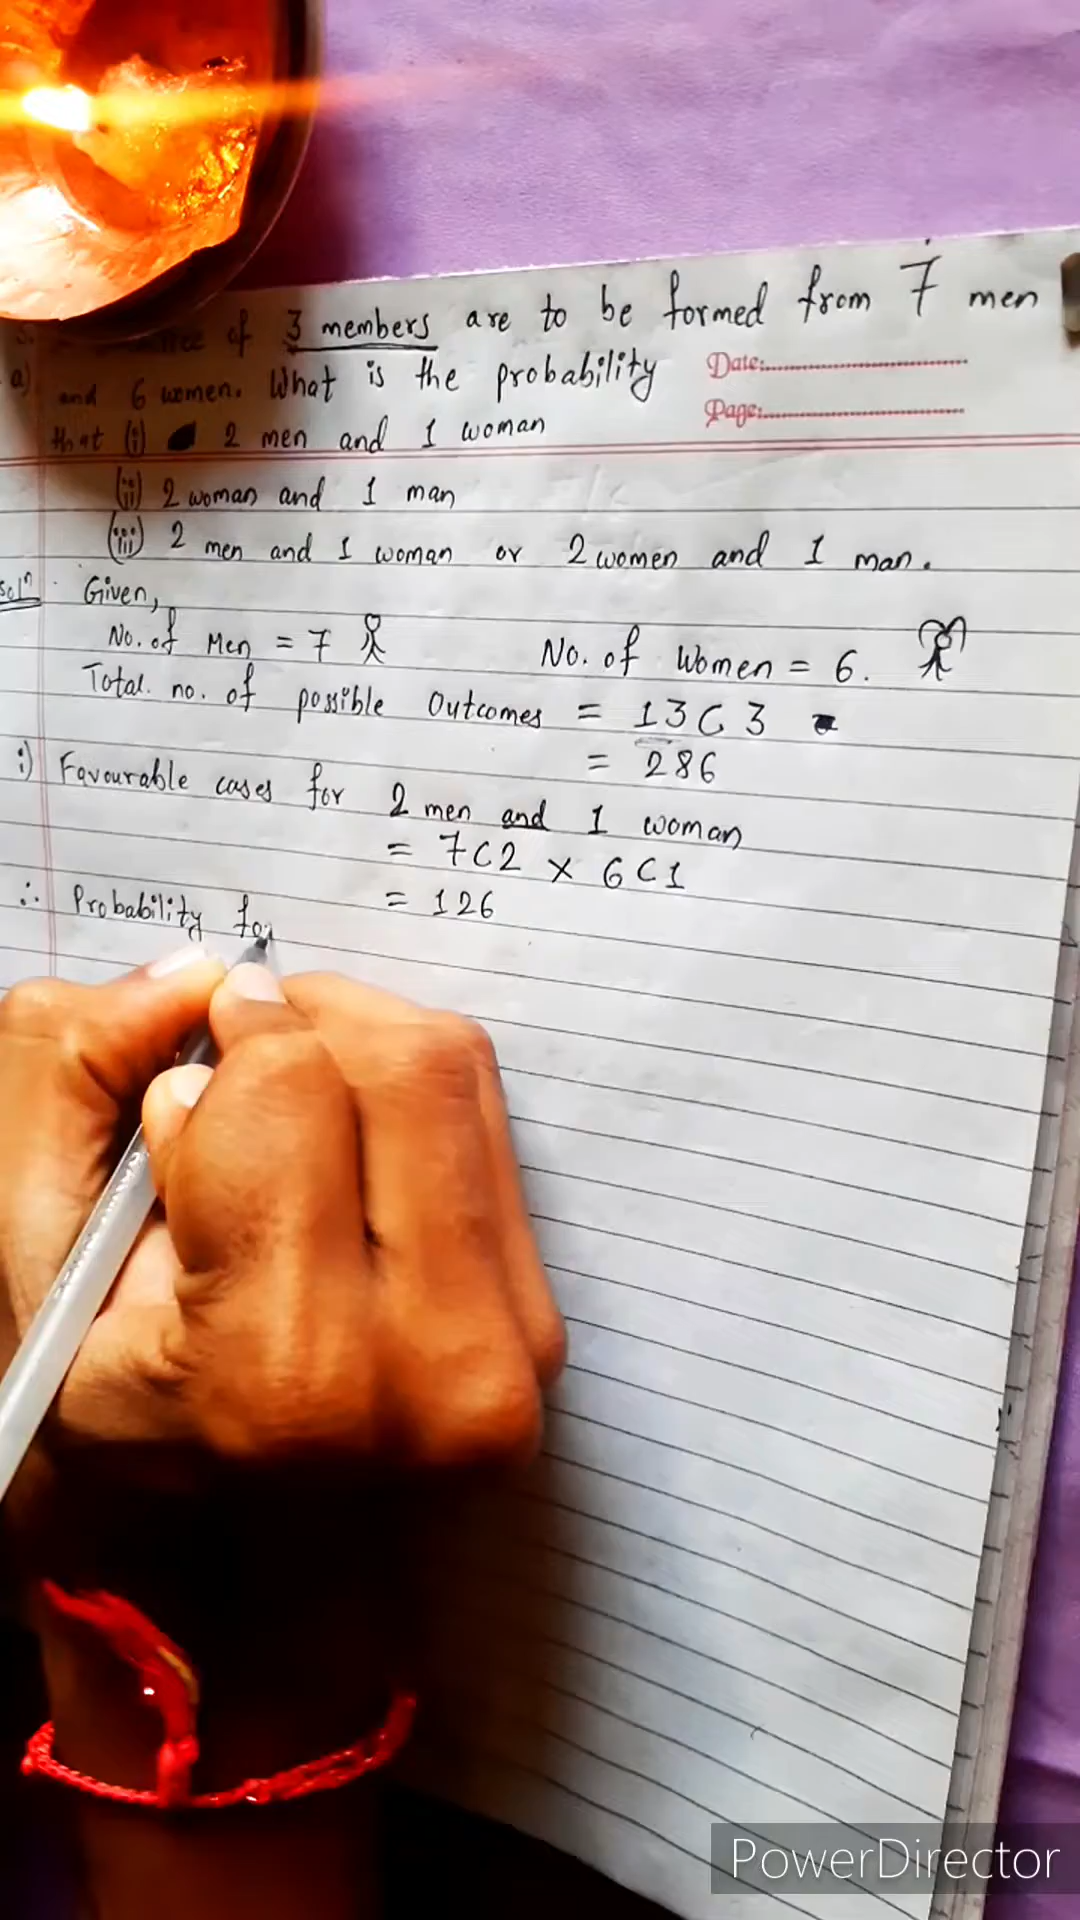 of 3 members are to be formed from 7 men
a) and 6 women. What is the probability
Date:
Page:
that (i) 2 men and 1 woman
(ii) 2 woman and 1 man
(iii) 2 men and 1 woman or 2 women and 1 man.
Solⁿ. Given,
No. of Men = 7 No. of Women = 6.
Total. no. of possible Outcomes = 13C3
= 286
i) Favourable cases for 2 men and 1 woman
= 7C2 × 6C1
= 126
∴ Probability for
PowerDirector